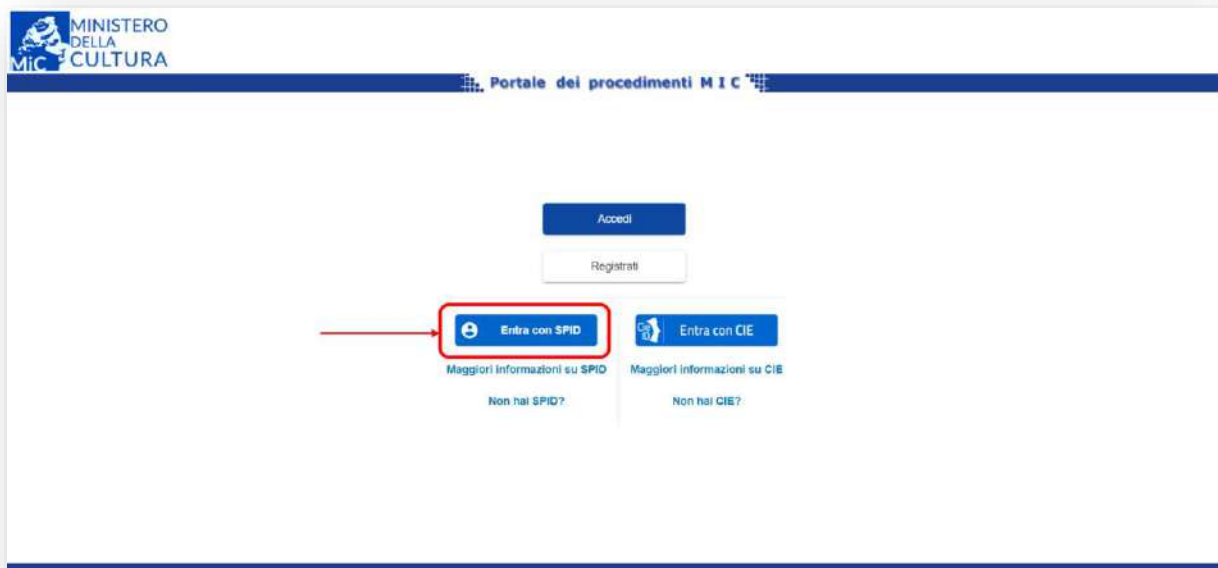 MiC
MINISTERO
DELLA
CULTURA
Portale dei procedimenti M I C
Accedi
Registrati
Entra con SPID
Entra con CIE
Maggiori informazioni su SPID
Maggiori informazioni su CIE
Non hai SPID?
Non hai CIE?